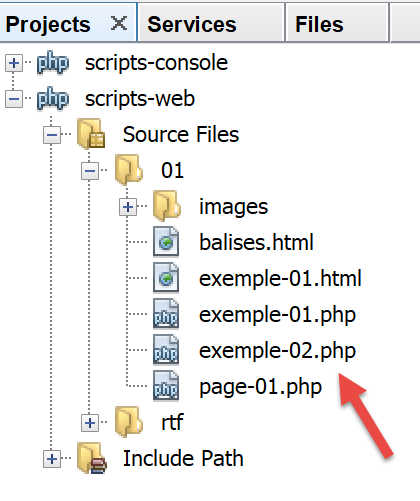 Projects Services Files
php scripts-console
php scripts-web
Source Files
01
images
balises.html
exemple-01.html
php exemple-01.php
php exemple-02.php
php page-01.php
rtf
Include Path